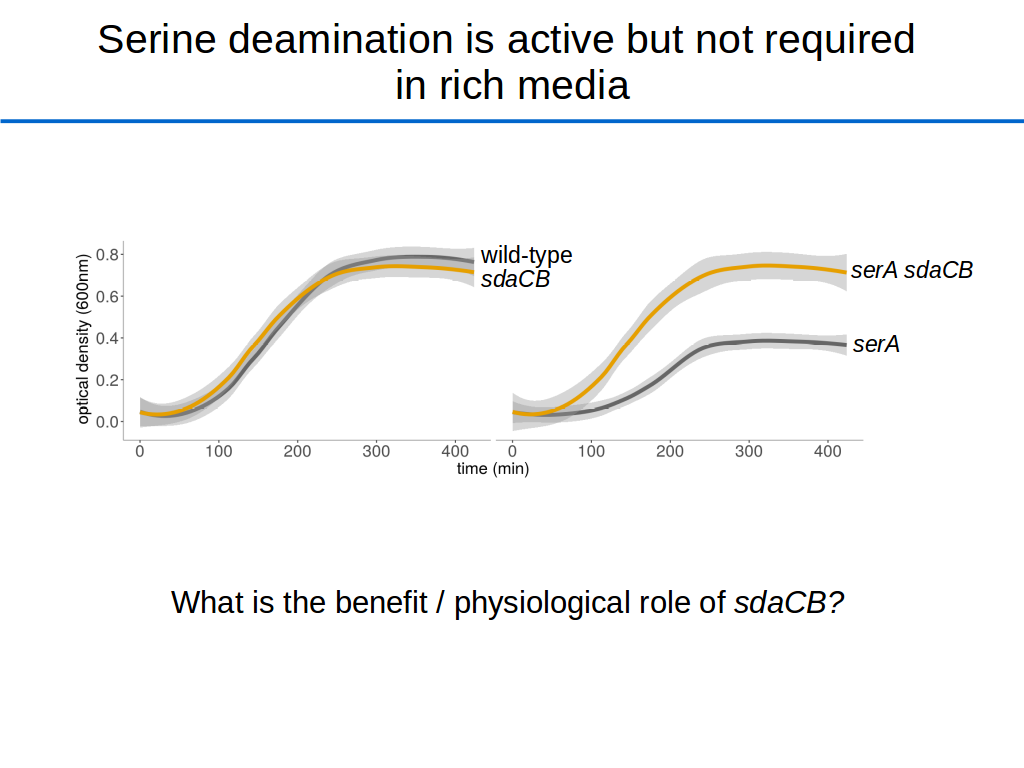 Serine deamination is active but not required
in rich media
optical density (600nm)
0.8
0.6
0.4
0.2
0.0
wild-type
sdaCB
serA sdaCB
serA
0 100 200 300 400 0 100 200 300 400
time (min)
What is the benefit / physiological role of sdaCB?